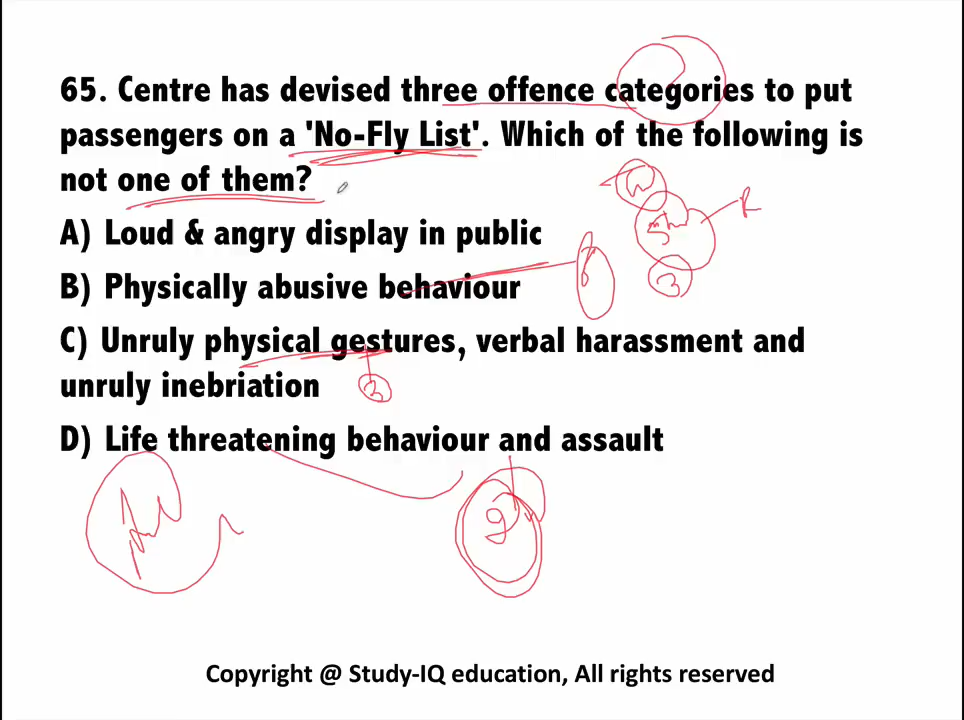 65. Centre has devised three offence categories to put
passengers on a 'No-Fly List'. Which of the following is
not one of them?
A) Loud & angry display in public
B) Physically abusive behaviour
C) Unruly physical gestures, verbal harassment and
unruly inebriation
D) Life threatening behaviour and assault
Copyright @ Study-IQ education, All rights reserved